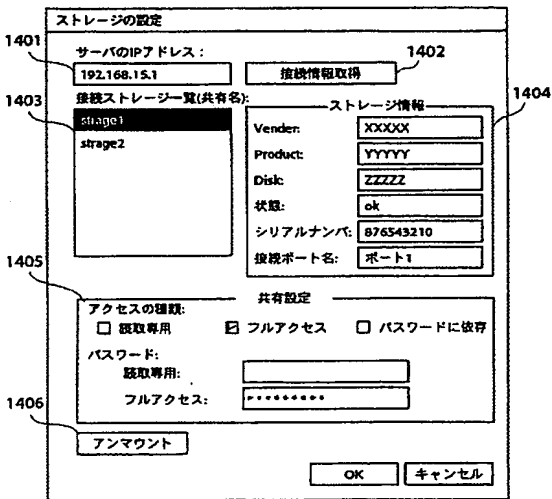 ストレージの設定
1401
サーバのIPアドレス：
1402
192.168.15.1
接続情報取得
1403
接続ストレージ一覧(共有名):
ストレージ情報
1404
strage1
strage2
Vender:
XXXXX
Product:
YYYYY
Disk:
ZZZZZ
状態:
ok
シリアルナンバ:
876543210
接続ポート名:
ポート1
1405
共有設定
アクセスの種類:
読取専用
フルアクセス
パスワードに依存
パスワード:
読取専用:
フルアクセス:
*********
1406
アンマウント
OK
キャンセル